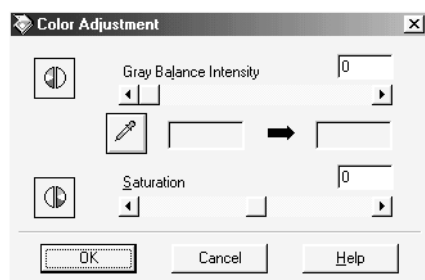 Color Adjustment
Gray Balance Intensity 0
Saturation 0
OK Cancel Help